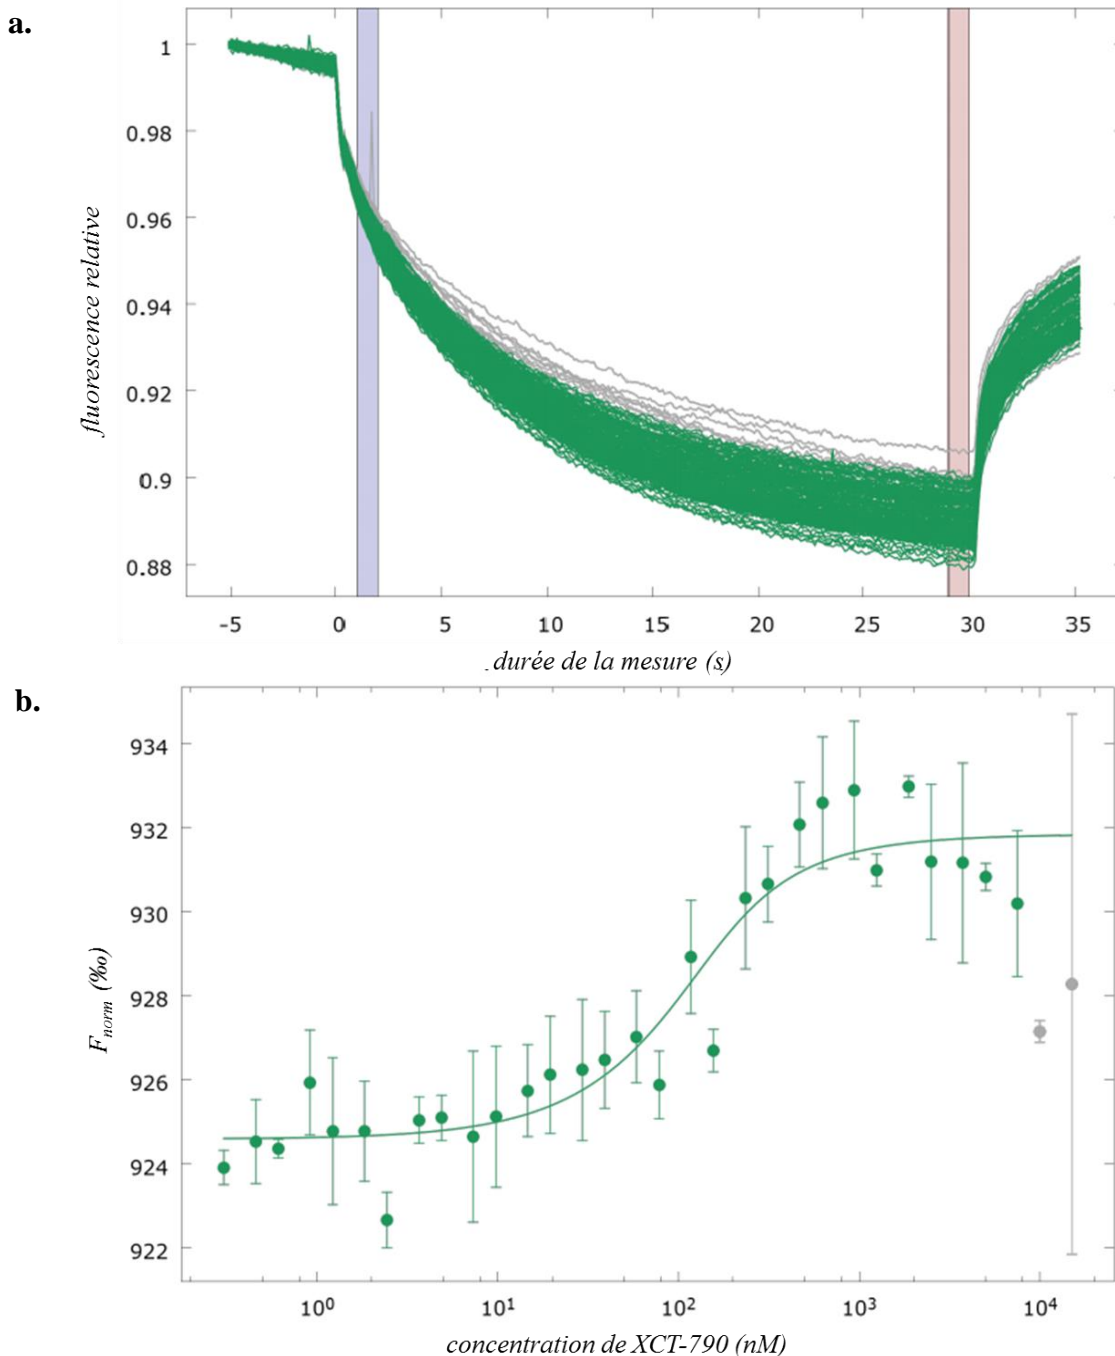 a.
fluorescence relative
1
0.98
0.96
0.94
0.92
0.9
0.88
-5 0 5 10 15 20 25 30 35
.durée de la mesure (s)
b.
Fnorm (‰)
934
932
930
928
926
924
922
10⁰ 10¹ 10² 10³ 10⁴
concentration de XCT-790 (nM)